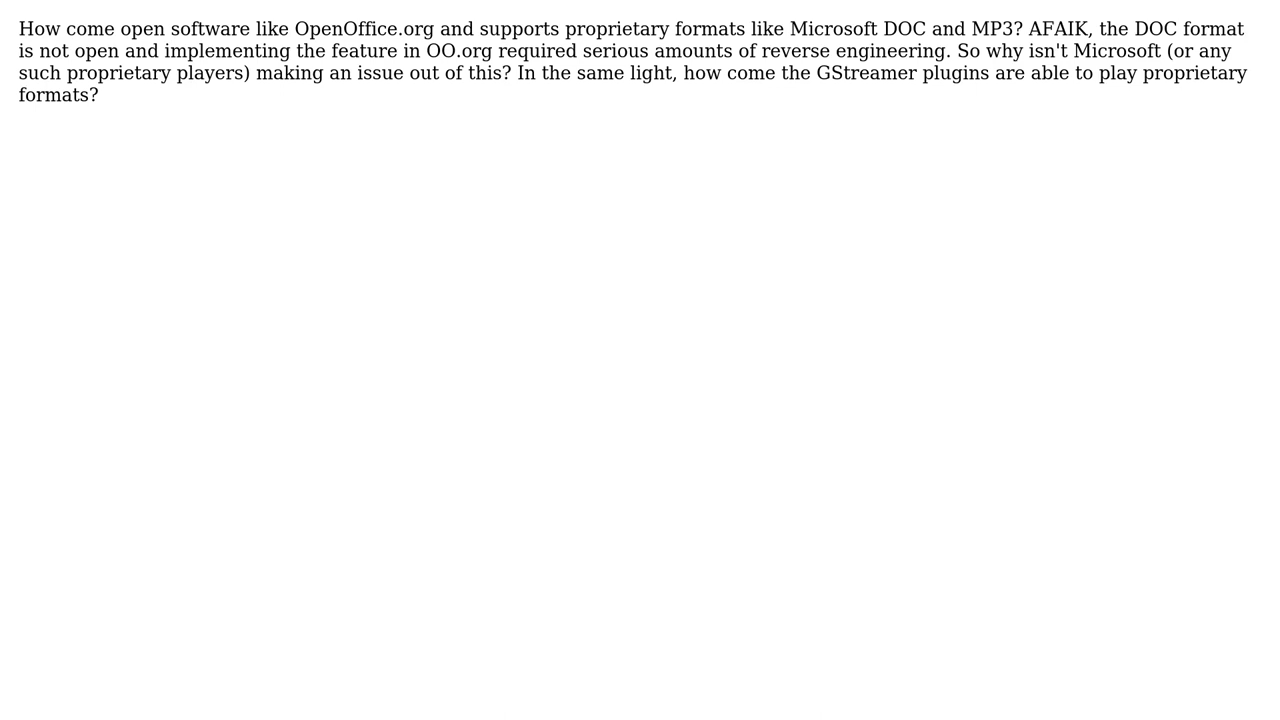 How come open software like OpenOffice.org and supports proprietary formats like Microsoft DOC and MP3? AFAIK, the DOC format
is not open and implementing the feature in OO.org required serious amounts of reverse engineering. So why isn't Microsoft (or any
such proprietary players) making an issue out of this? In the same light, how come the GStreamer plugins are able to play proprietary
formats?